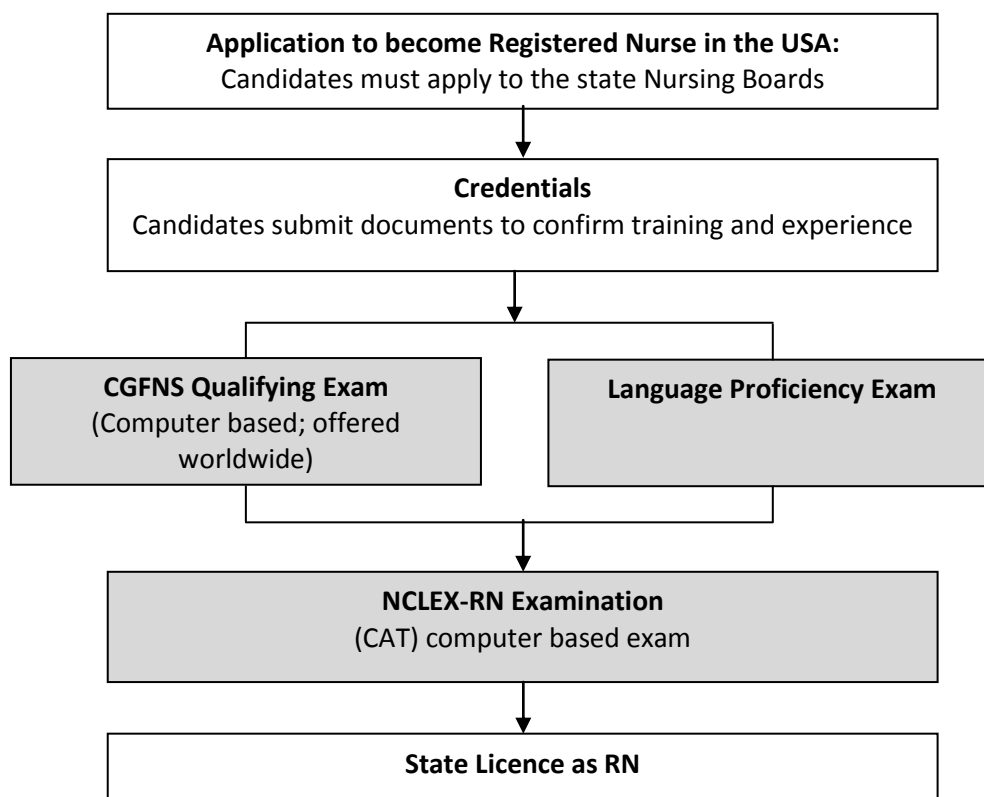 Application to become Registered Nurse in the USA:
Candidates must apply to the state Nursing Boards
Credentials
Candidates submit documents to confirm training and experience
CGFNS Qualifying Exam
(Computer based; offered
worldwide)
Language Proficiency Exam
NCLEX-RN Examination
(CAT) computer based exam
State Licence as RN